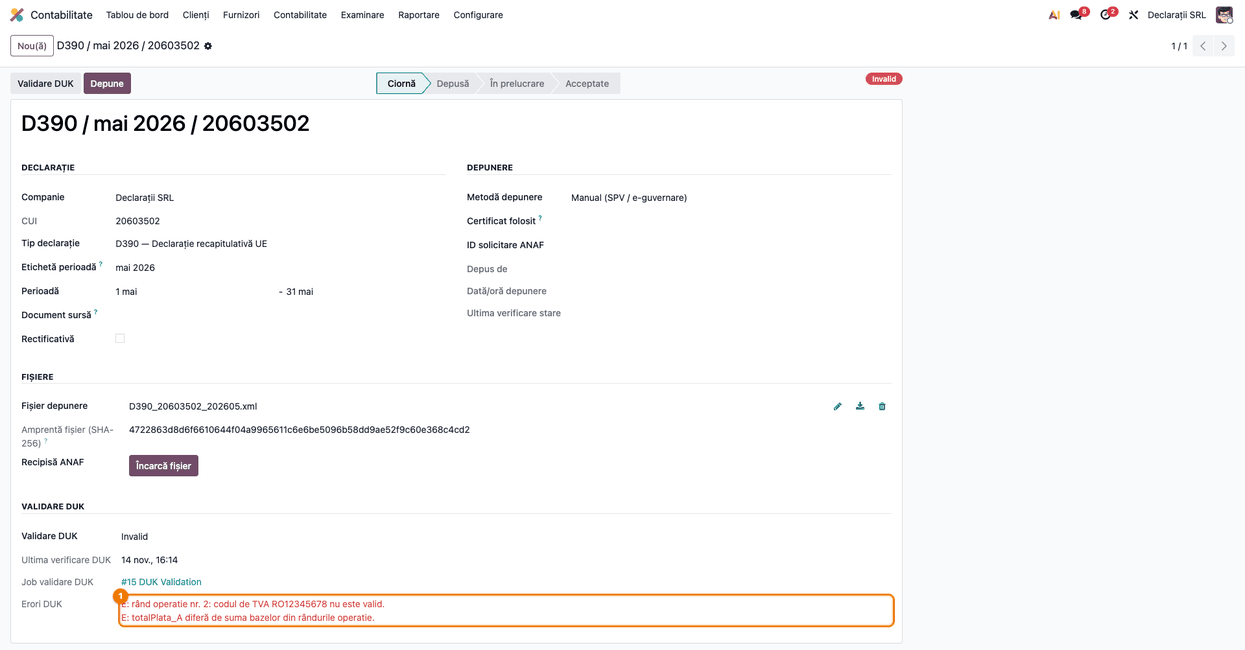 Contabilitate Tablou de bord Clienți Furnizori Contabilitate Examinare Raportare Configurare AI 8 2 Declarații SRL
Nou(ă) D390 / mai 2026 / 20603502 1 / 1
Validare DUK Depune Ciornă Depusă În prelucrare Acceptate Invalid
D390 / mai 2026 / 20603502
DECLARAȚIE
Companie Declarații SRL
CUI 20603502
Tip declarație D390 — Declarație recapitulativă UE
Etichetă perioadă ? mai 2026
Perioadă 1 mai - 31 mai
Document sursă ?
Rectificativă
DEPUNERE
Metodă depunere Manual (SPV / e-guvernare)
Certificat folosit ?
ID solicitare ANAF
Depus de
Dată/oră depunere
Ultima verificare stare
FIȘIERE
Fișier depunere D390_20603502_202605.xml
Amprentă fișier (SHA-
256) ? 4722863d8d6f6610644f04a9965611c6e6be5096b58dd9ae52f9c60e368c4cd2
Recipisă ANAF Încarcă fișier
VALIDARE DUK
Validare DUK Invalid
Ultima verificare DUK 14 nov., 16:14
Job validare DUK #15 DUK Validation
Erori DUK 1 E: rând operatie nr. 2: codul de TVA RO12345678 nu este valid.
E: totalPlata_A diferă de suma bazelor din rândurile operatie.